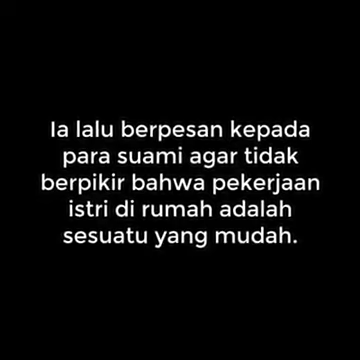 Ia lalu berpesan kepada
para suami agar tidak
berpikir bahwa pekerjaan
istri di rumah adalah
sesuatu yang mudah.